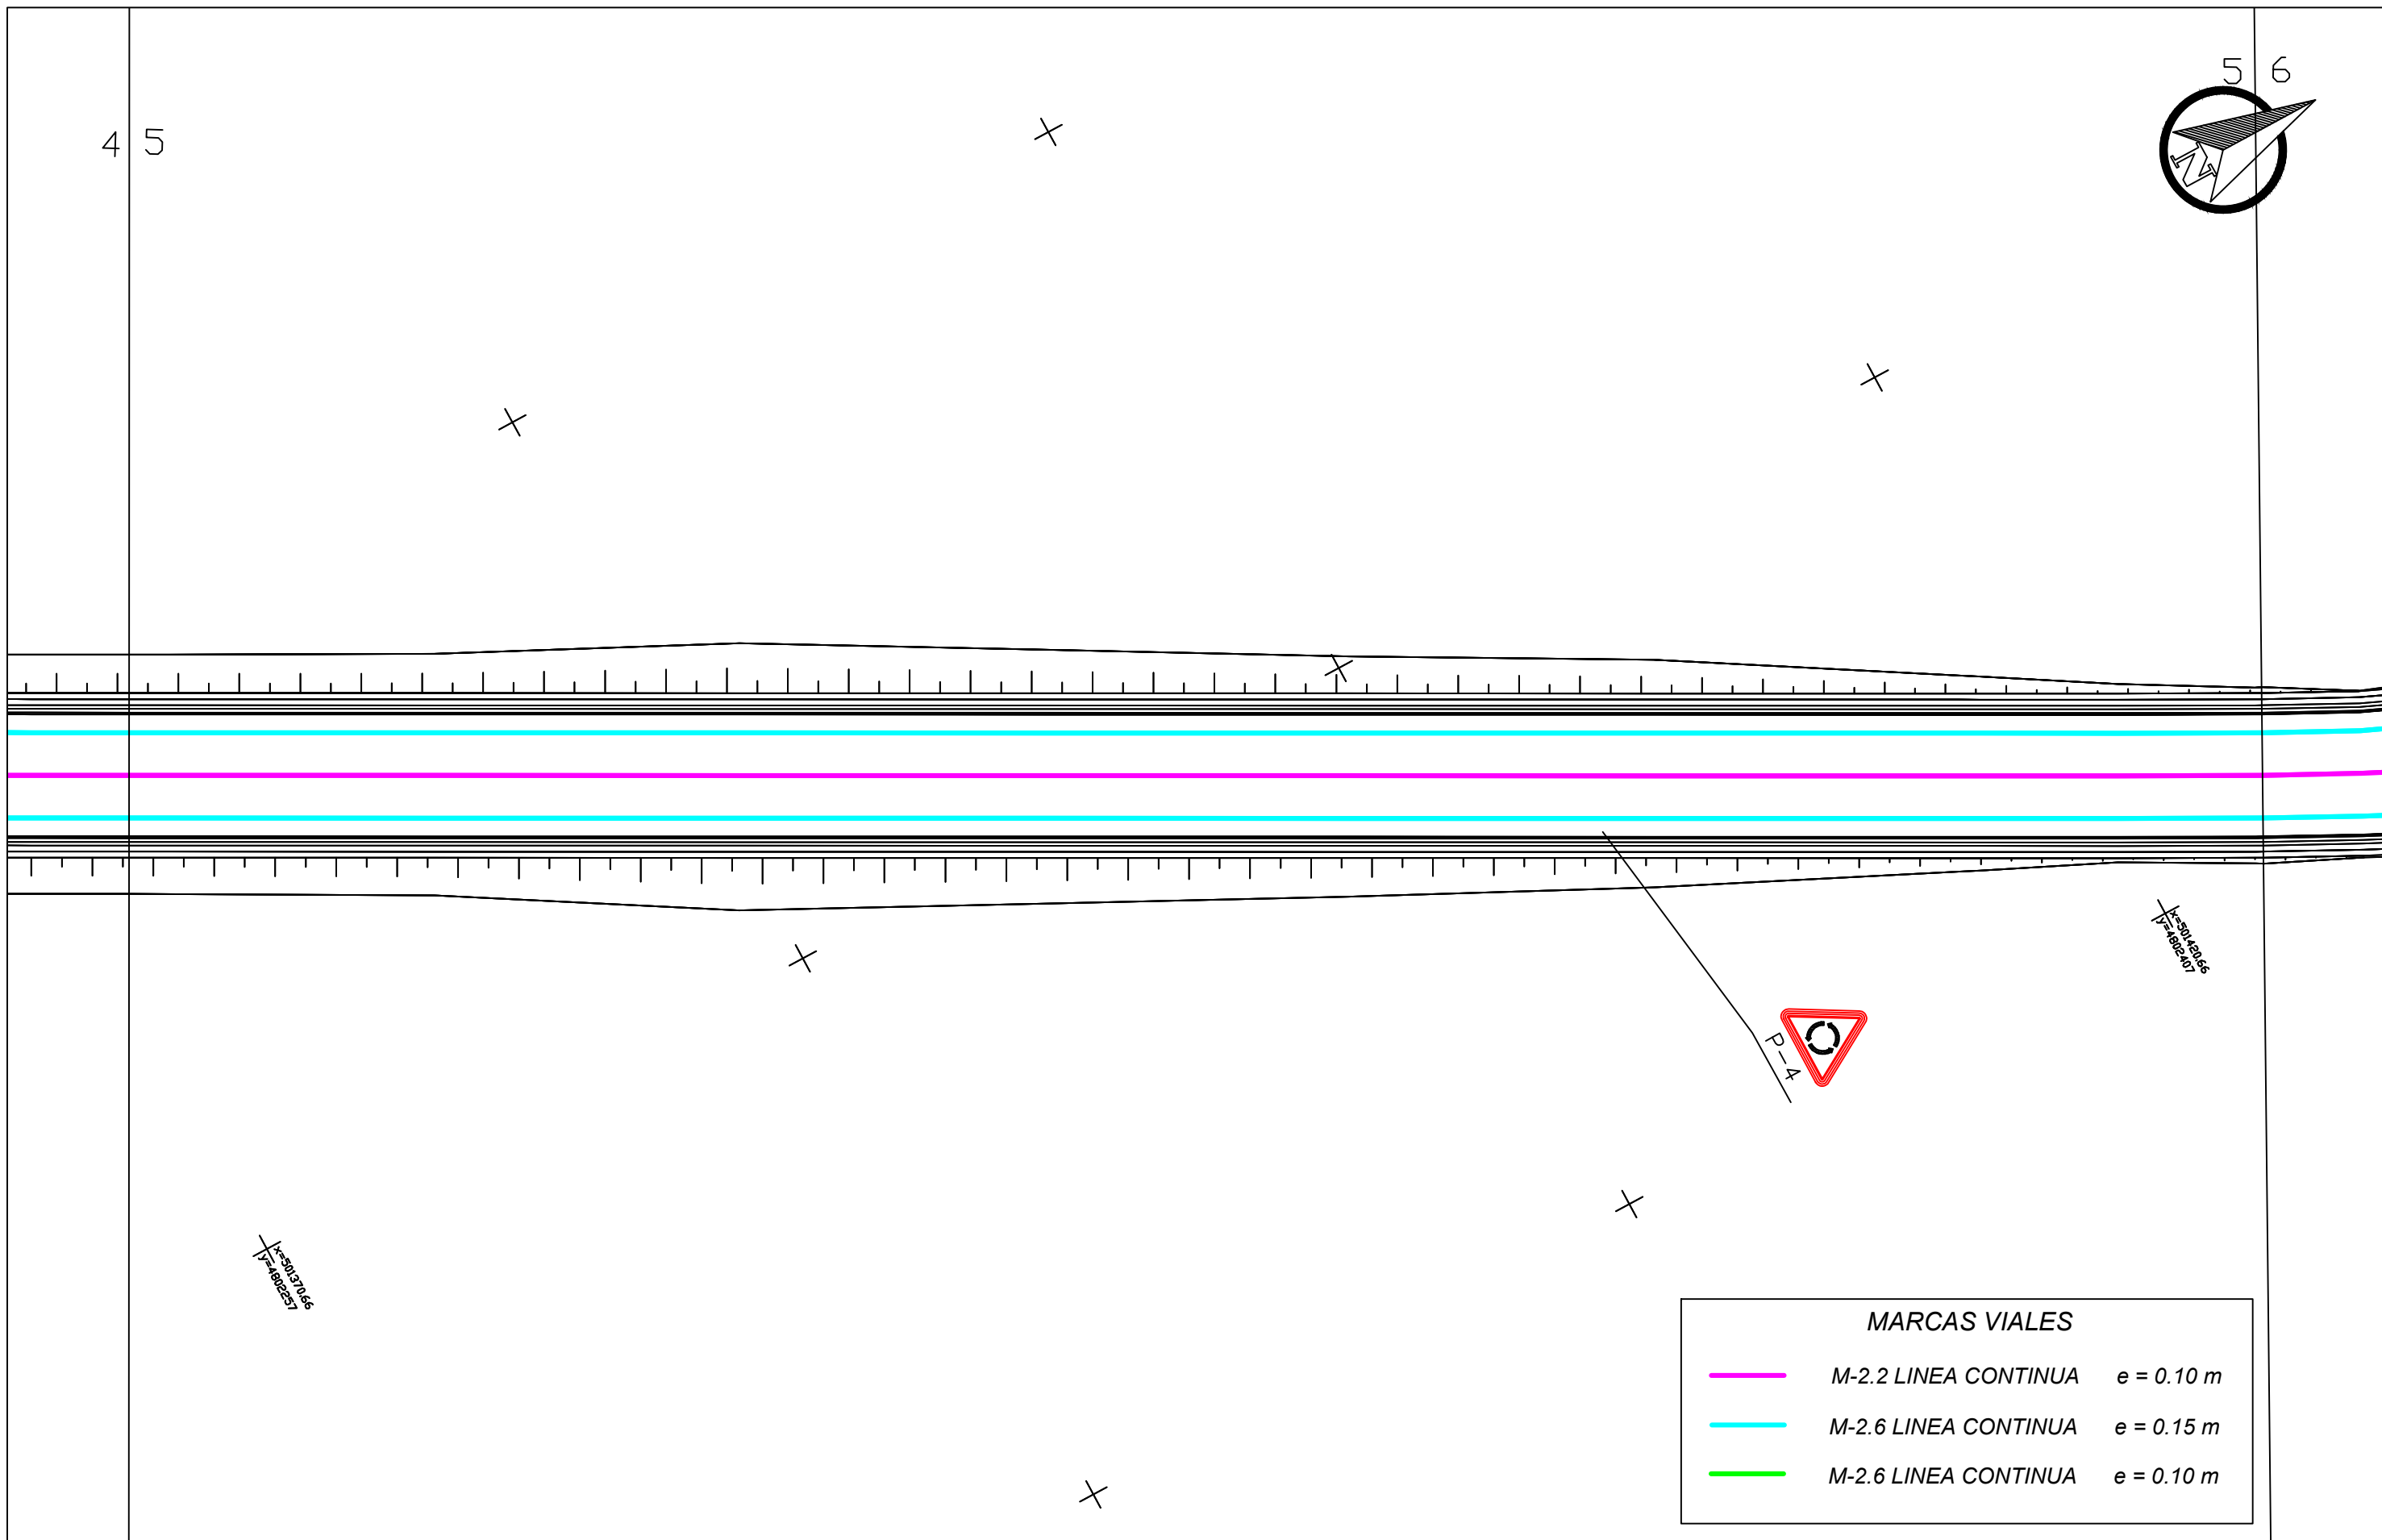 5 6
4 5
N
x=501420.66
y=4802407
P-4
x=501370.66
y=4802257
MARCAS VIALES
M-2.2 LINEA CONTINUA e = 0.10 m
M-2.6 LINEA CONTINUA e = 0.15 m
M-2.6 LINEA CONTINUA e = 0.10 m